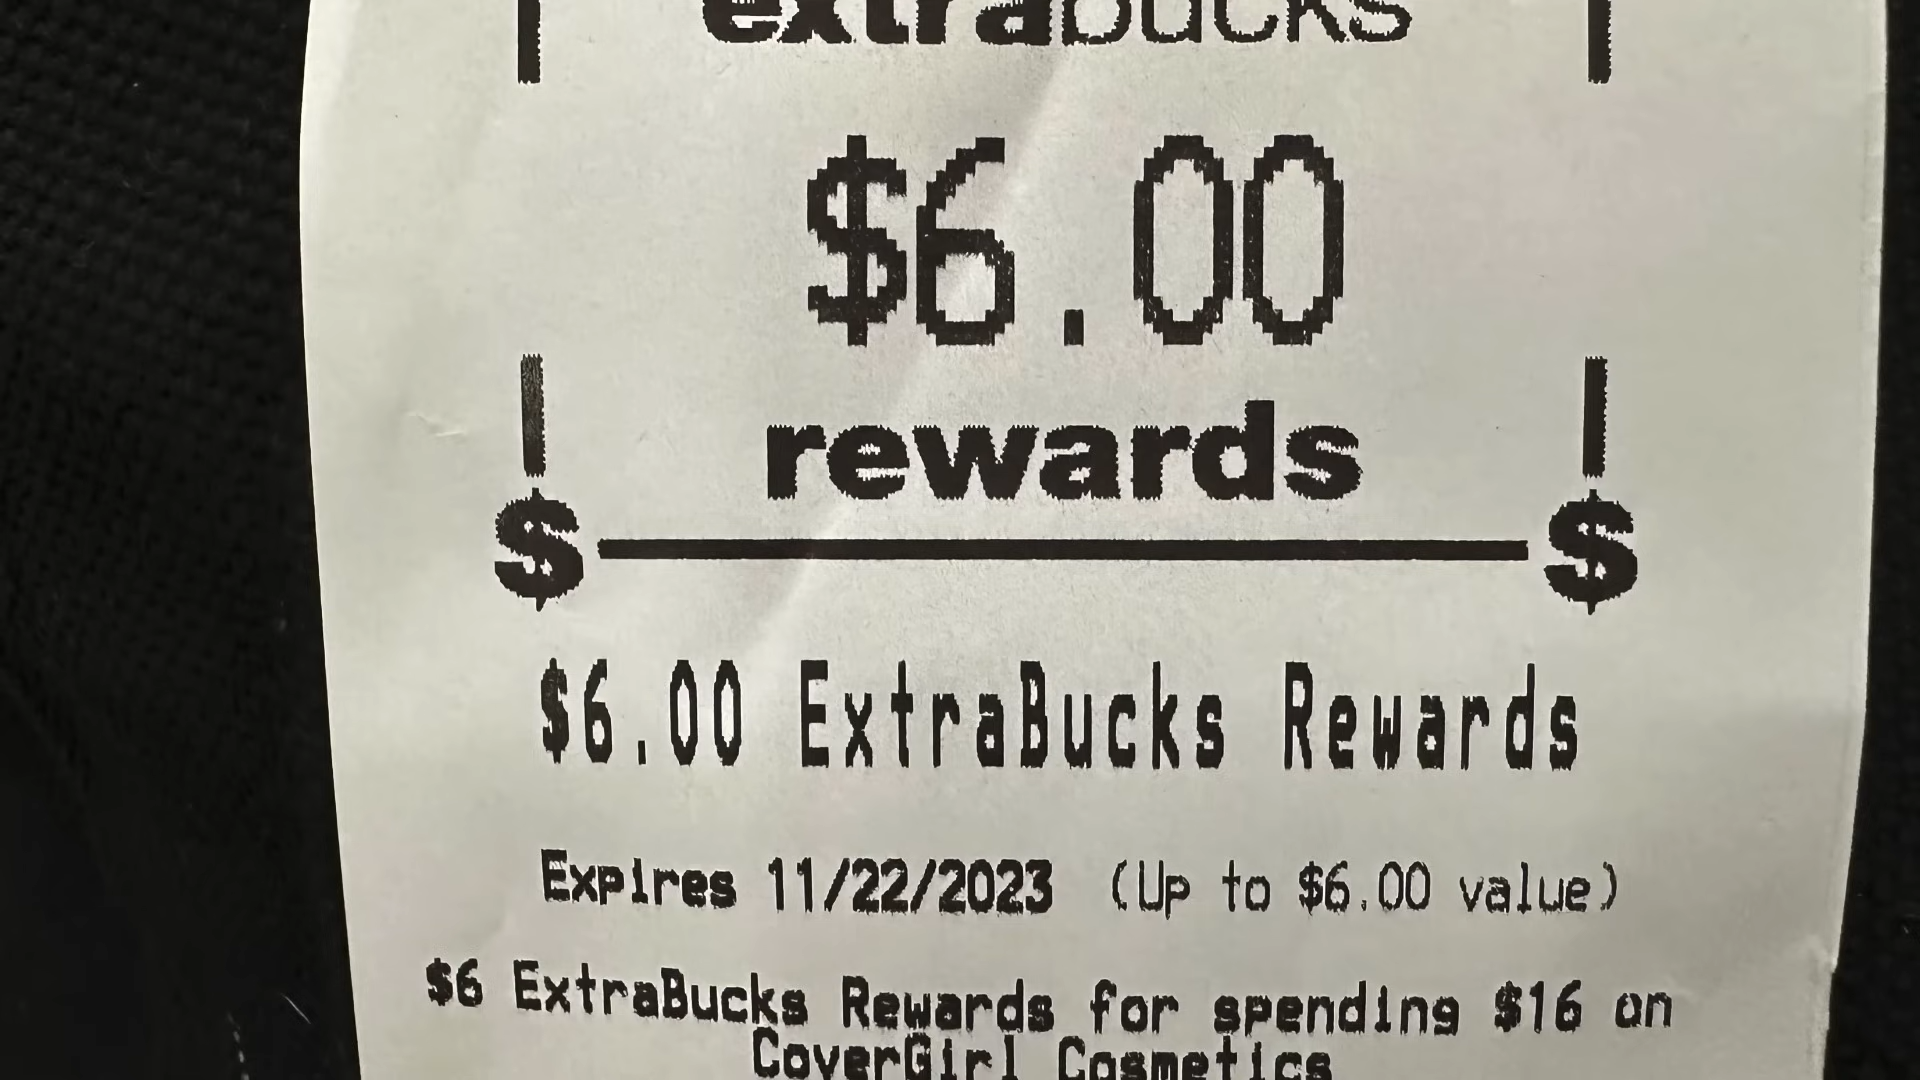 extrabucks
$6.00
rewards
$ $
$6.00 ExtraBucks Rewards
Expires 11/22/2023 (Up to $6.00 value)
$6 ExtraBucks Rewards for spending $16 on
CoverGirl Cosmetics